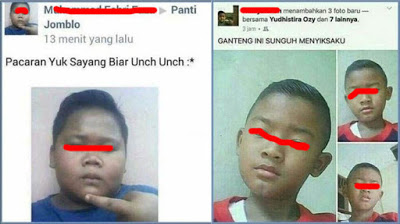 Panti
Jomblo
13 menit yang lalu
Pacaran Yuk Sayang Biar Unch Unch :*
menambahkan 3 foto baru —
bersama Yudhistira Ozy dan 7 lainnya.
3 jam
GANTENG INI SUNGUH MENYIKSAKU